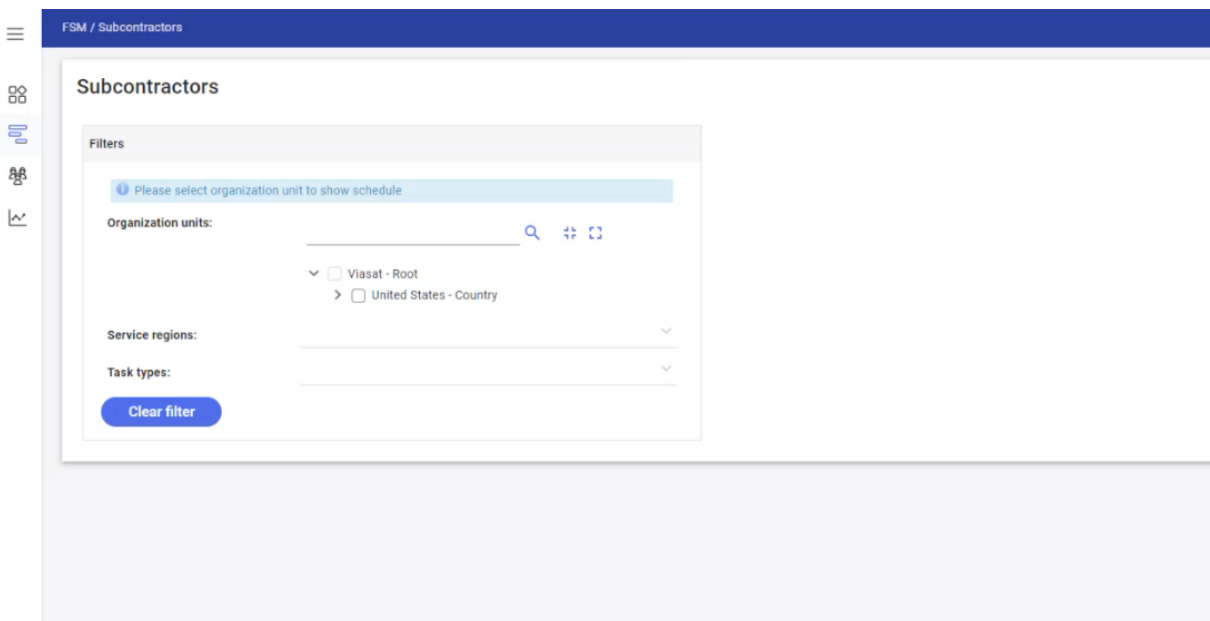 FSM / Subcontractors
Subcontractors
Filters
Please select organization unit to show schedule
Organization units:
Viasat - Root
United States - Country
Service regions:
Task types:
Clear filter